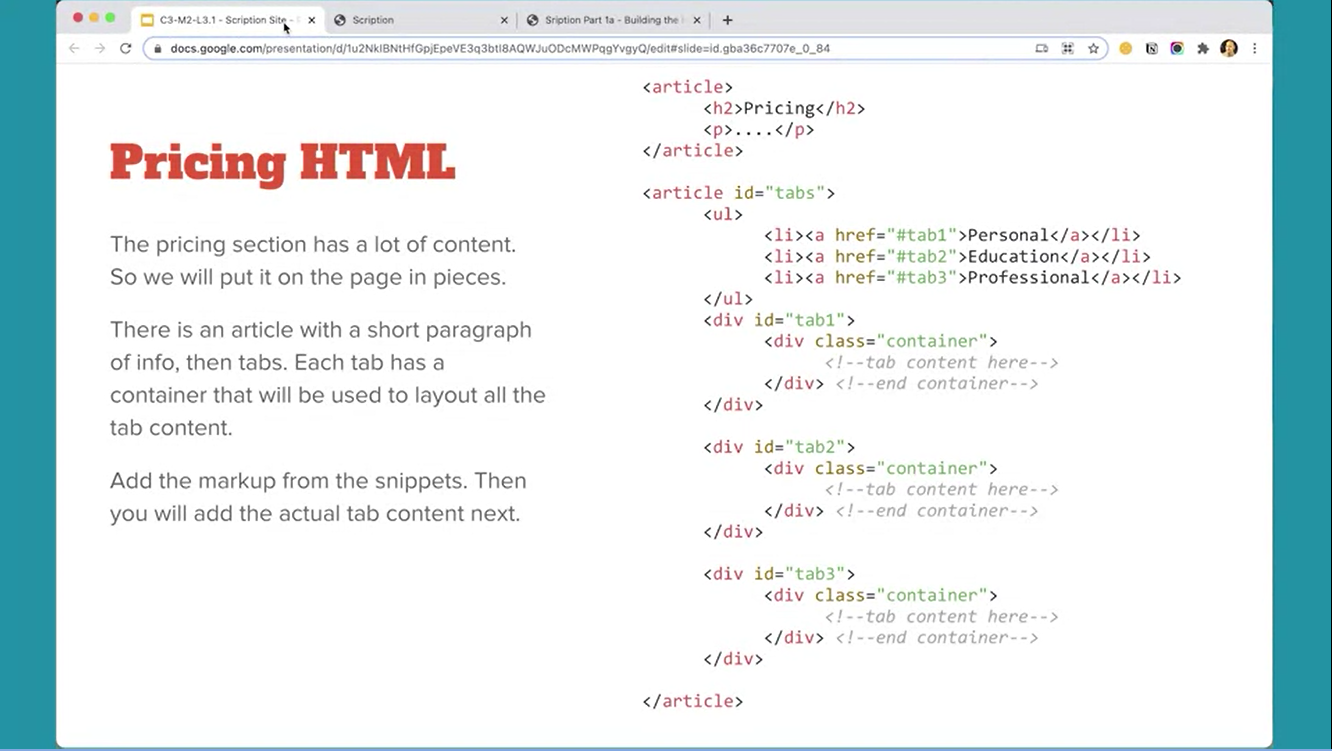 C3-M2-L3.1 - Scription Site -
Scription
Sription Part 1a - Building the
docs.google.com/presentation/d/1u2NkIBNtHfGpjEpeVE3q3btI8AQWJuODcMWPqgYvgyQ/edit#slide=id.gba36c7707e_0_84
Pricing HTML
The pricing section has a lot of content.
So we will put it on the page in pieces.
There is an article with a short paragraph
of info, then tabs. Each tab has a
container that will be used to layout all the
tab content.
Add the markup from the snippets. Then
you will add the actual tab content next.
<article>
<h2>Pricing</h2>
<p>....</p>
</article>
<article id="tabs">
<ul>
<li><a href="#tab1">Personal</a></li>
<li><a href="#tab2">Education</a></li>
<li><a href="#tab3">Professional</a></li>
</ul>
<div id="tab1">
<div class="container">
<!--tab content here-->
</div> <!--end container-->
</div>
<div id="tab2">
<div class="container">
<!--tab content here-->
</div> <!--end container-->
</div>
<div id="tab3">
<div class="container">
<!--tab content here-->
</div> <!--end container-->
</div>
</article>